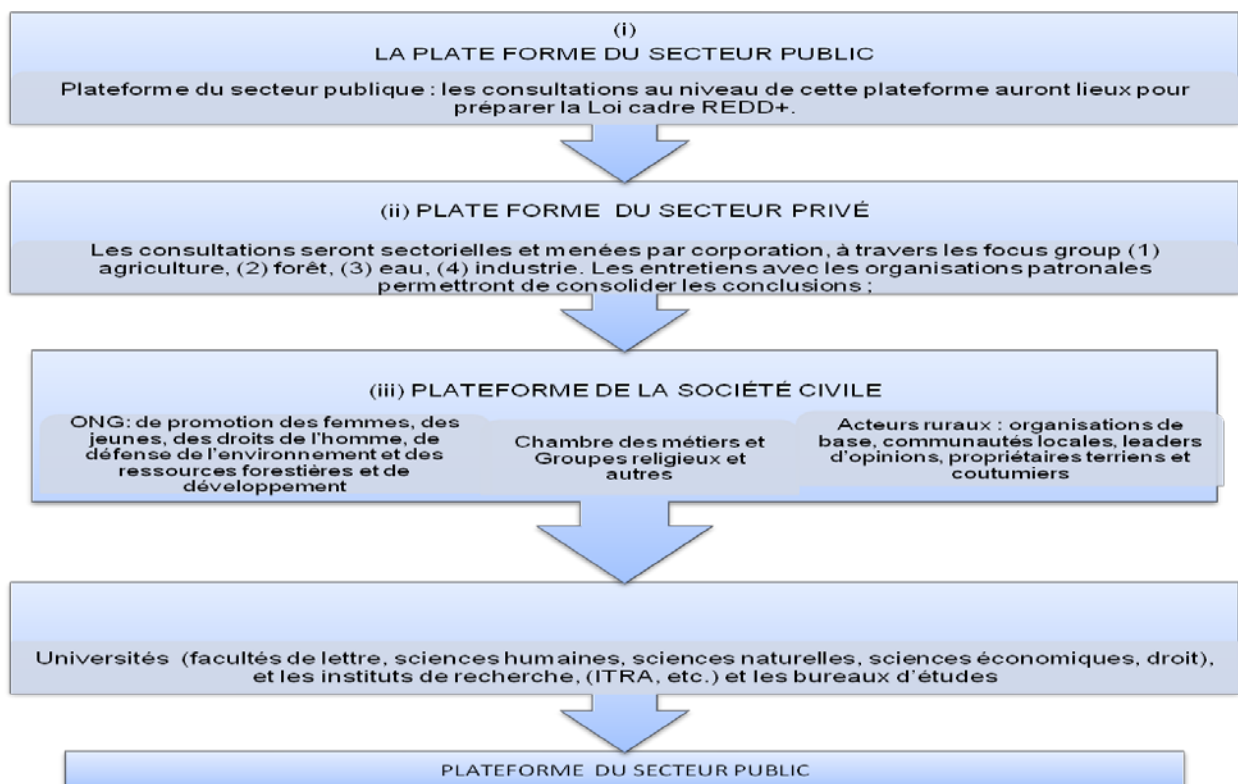 (i)
LA PLATE FORME DU SECTEUR PUBLIC
Plateforme du secteur publique : les consultations au niveau de cette plateforme auront lieux pour
préparer la Loi cadre REDD+.
(ii) PLATE FORME DU SECTEUR PRIVÉ
Les consultations seront sectorielles et menées par corporation, à travers les focus group (1)
agriculture, (2) forêt, (3) eau, (4) industrie. Les entretiens avec les organisations patronales
permettront de consolider les conclusions ;
(iii) PLATEFORME DE LA SOCIÉTÉ CIVILE
ONG: de promotion des femmes, des
jeunes, des droits de l'homme, de
défense de l'environnement et des
ressources forestières et de
développement
Chambre des métiers et
Groupes religieux et
autres
Acteurs ruraux : organisations de
base, communautés locales, leaders
d'opinions, propriétaires terriens et
coutumiers
Universités (facultés de lettre, sciences humaines, sciences naturelles, sciences économiques, droit),
et les instituts de recherche, (ITRA, etc.) et les bureaux d'études
PLATEFORME DU SECTEUR PUBLIC